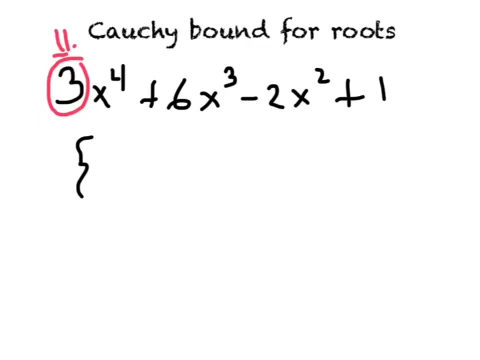 11. Cauchy bound for roots
3x⁴ + 6x³ - 2x² + 1
{